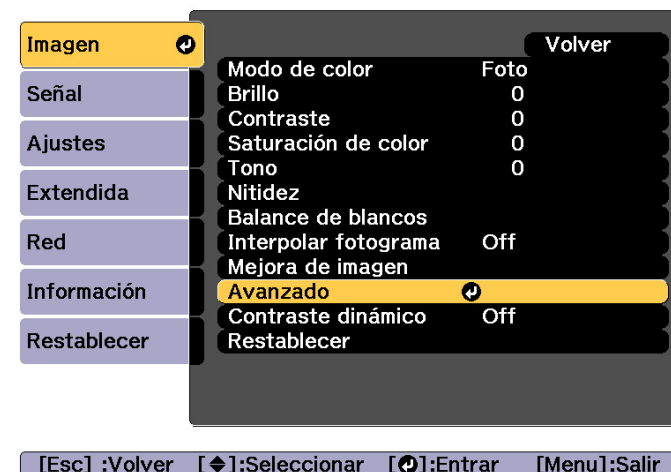 Imagen
Señal
Ajustes
Extendida
Red
Información
Restablecer
Volver
Modo de color Foto
Brillo 0
Contraste 0
Saturación de color 0
Tono 0
Nitidez
Balance de blancos
Interpolar fotograma Off
Mejora de imagen
Avanzado
Contraste dinámico Off
Restablecer
[Esc] :Volver [◆]:Seleccionar [↵]:Entrar [Menu]:Salir